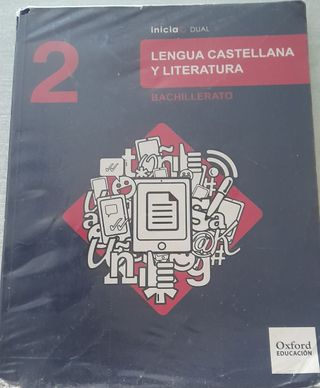 inicia DUAL
2
LENGUA CASTELLANA
Y LITERATURA
BACHILLERATO
Oxford
EDUCACIÓN